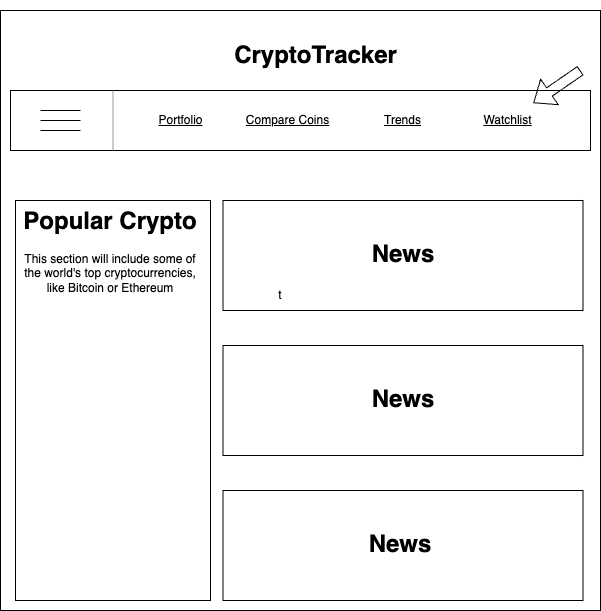 CryptoTracker
Portfolio
Compare Coins
Trends
Watchlist
Popular Crypto
This section will include some of
the world's top cryptocurrencies,
like Bitcoin or Ethereum
News
t
News
News